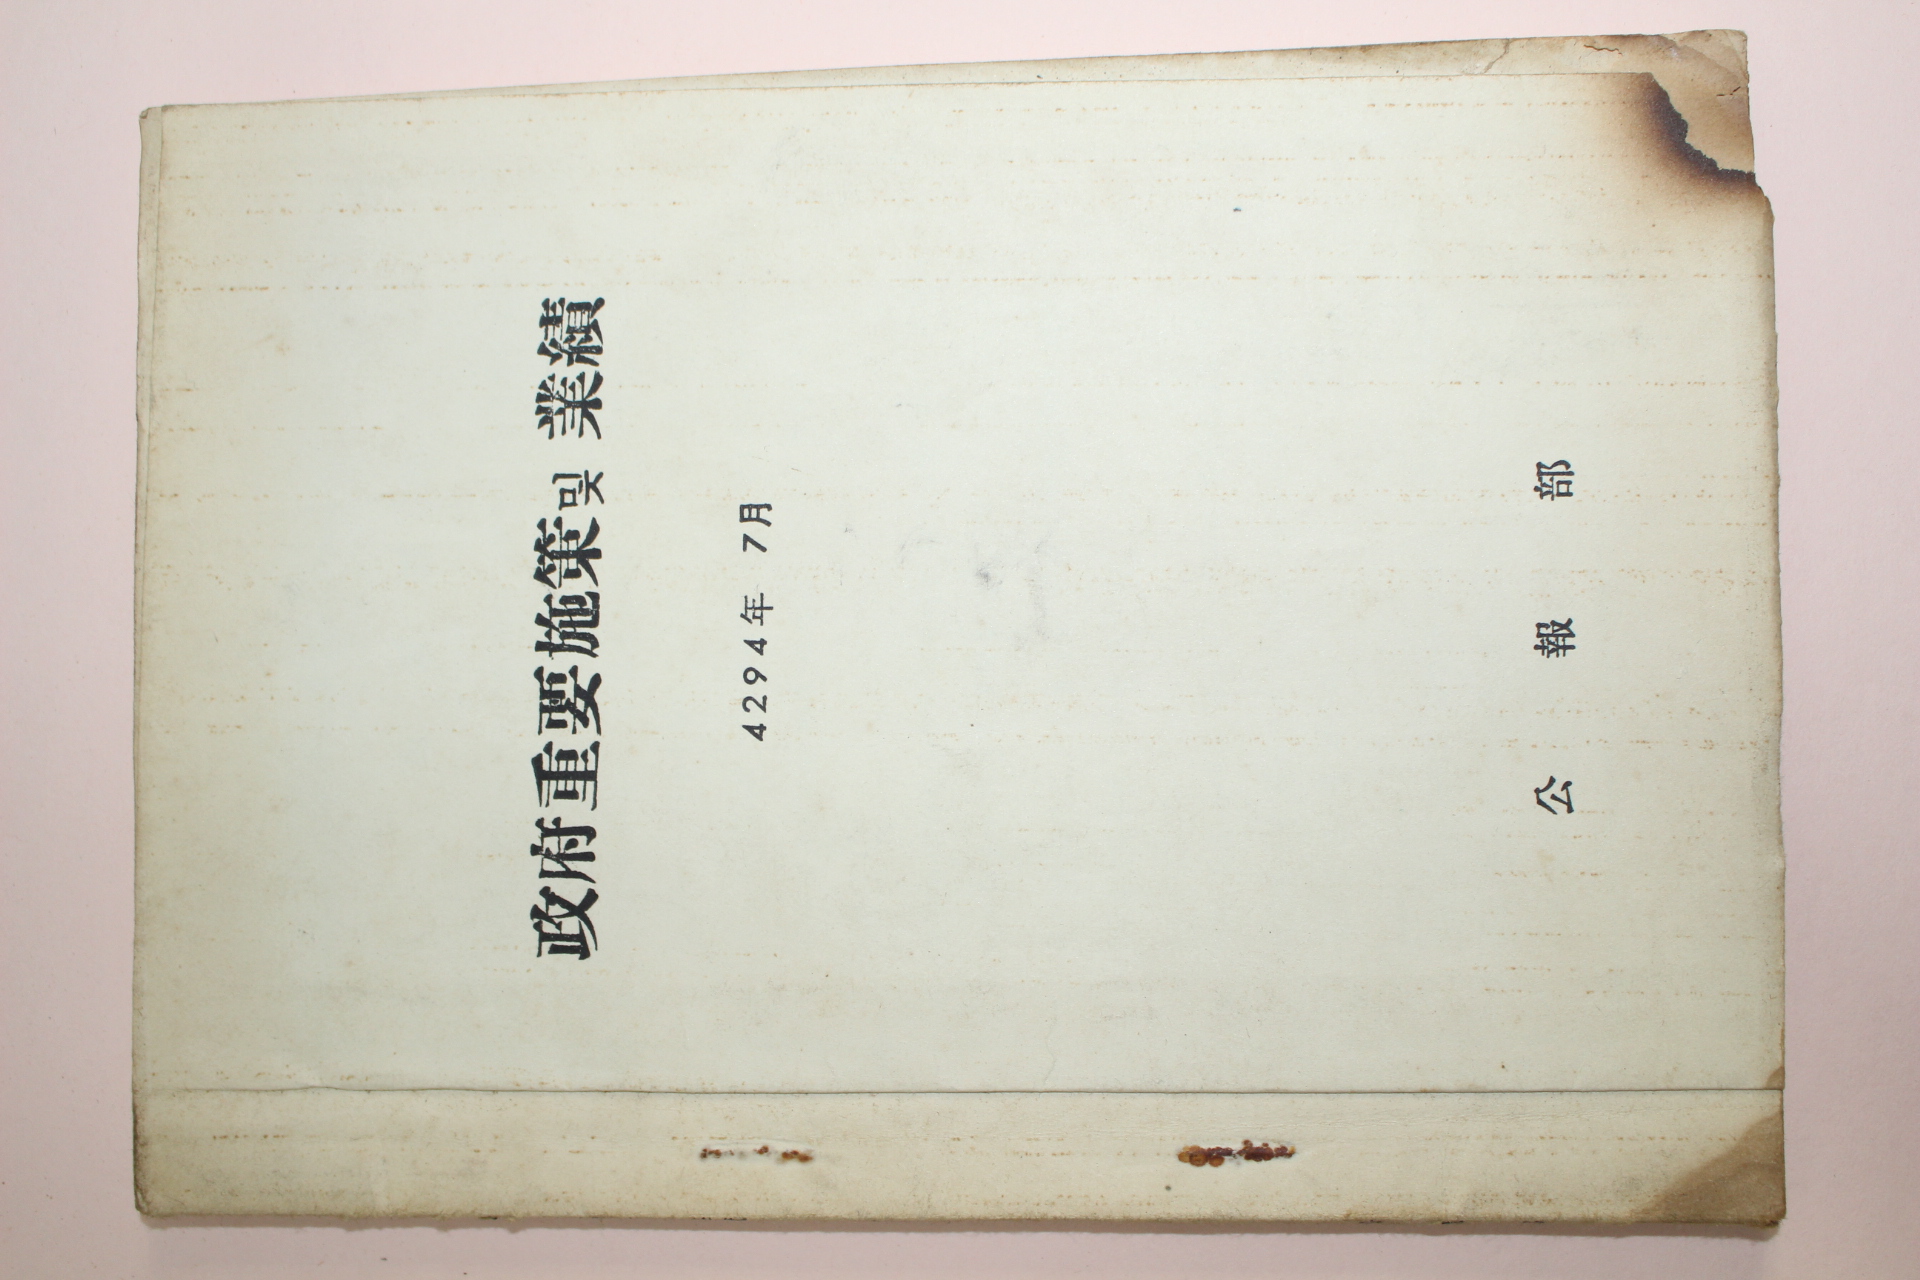 政府重要施策및 業績
4294年 7月
公 報 部